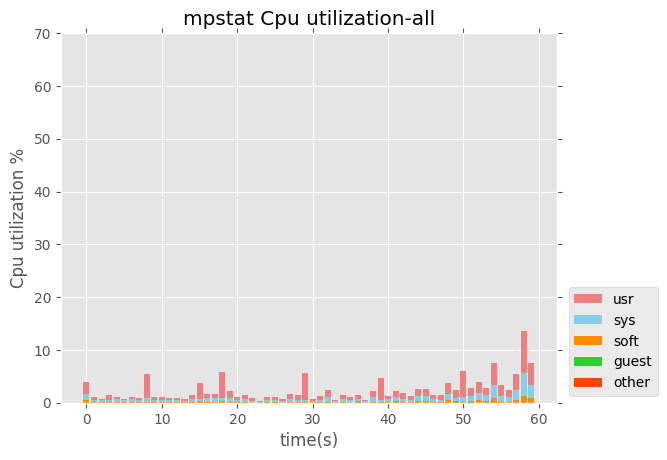 mpstat Cpu utilization-all
Cpu utilization %
70
60
50
40
30
20
10
0
0 10 20 30 40 50 60
time(s)
usr
sys
soft
guest
other